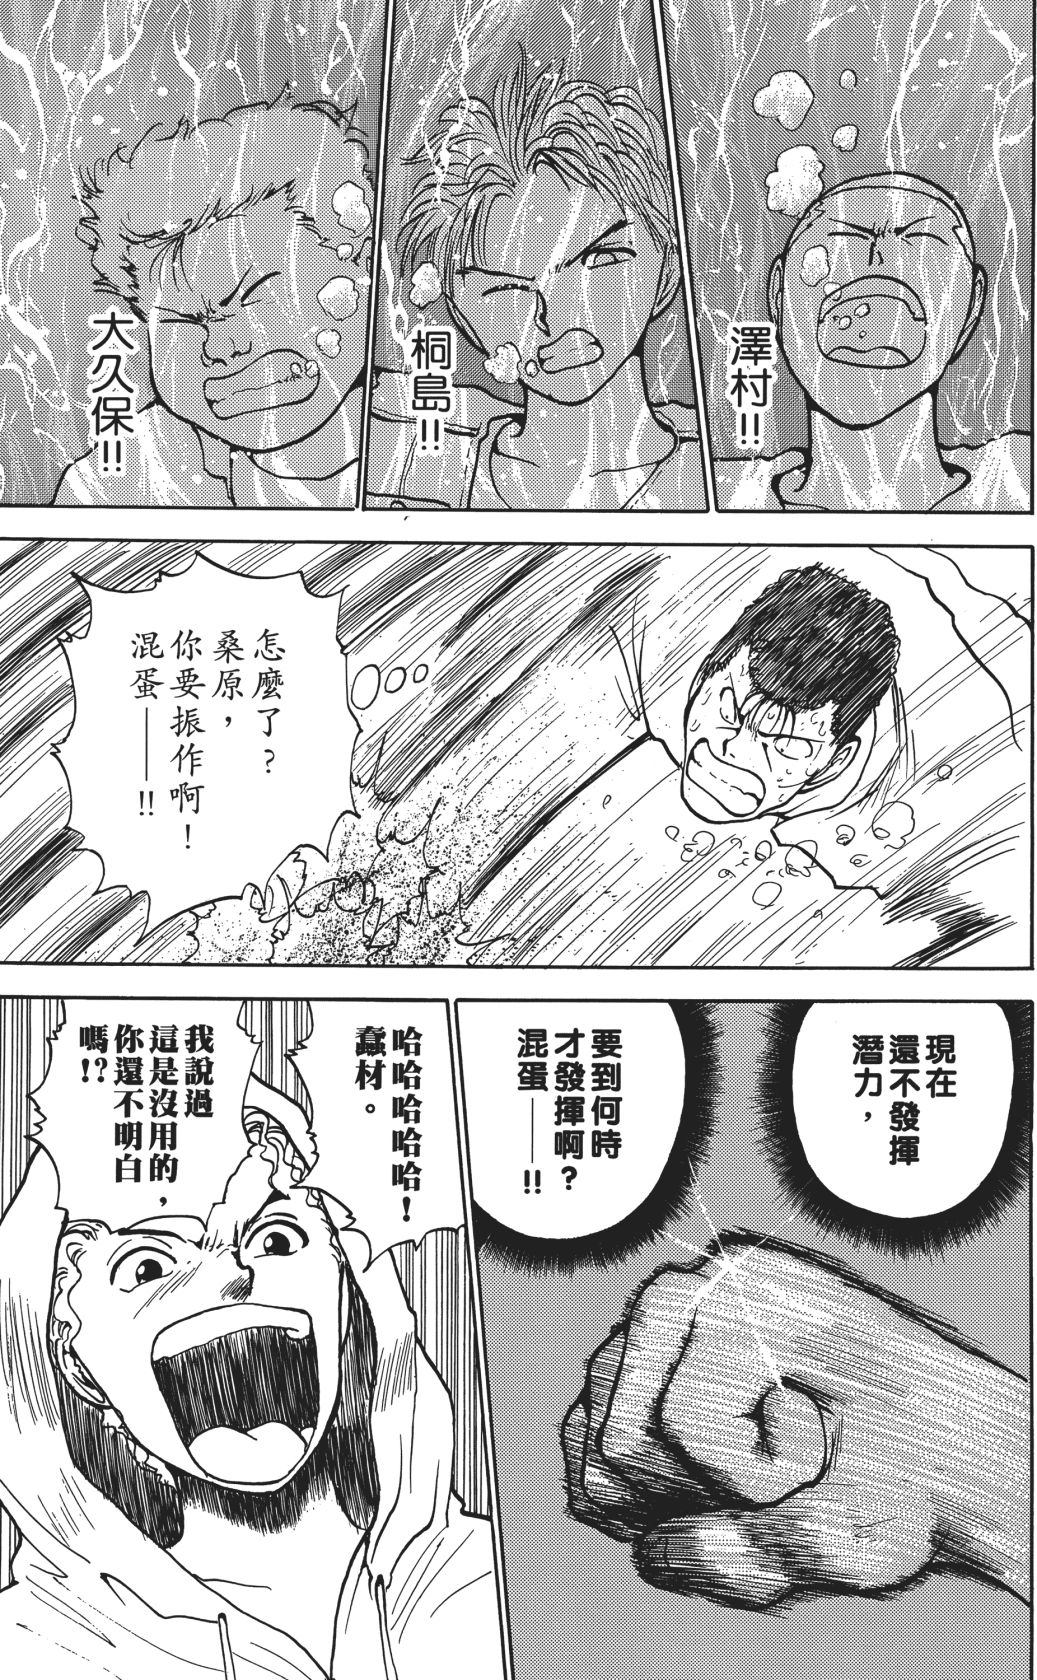 澤村!!
桐島!!
大久保!!
怎麼了?
桑原，
你要振作啊!
混蛋——!!
現在
還不發揮
潛力，
要到何時
才發揮啊?
混蛋——!!
哈哈哈哈哈!
蠢材。
我說過
這是沒用的，
你還不明白
嗎!?